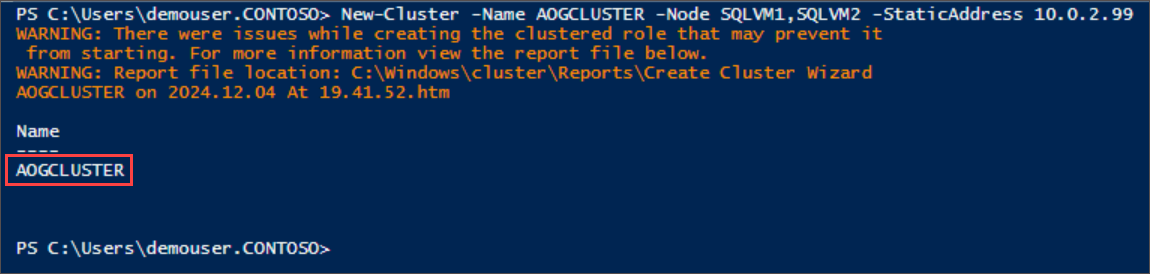 PS C:\Users\demouser.CONTOSO> New-Cluster -Name AOGCLUSTER -Node SQLVM1,SQLVM2 -StaticAddress 10.0.2.99
WARNING: There were issues while creating the clustered role that may prevent it
 from starting. For more information view the report file below.
WARNING: Report file location: C:\Windows\cluster\Reports\Create Cluster Wizard
AOGCLUSTER on 2024.12.04 At 19.41.52.htm
Name
----
AOGCLUSTER
PS C:\Users\demouser.CONTOSO>